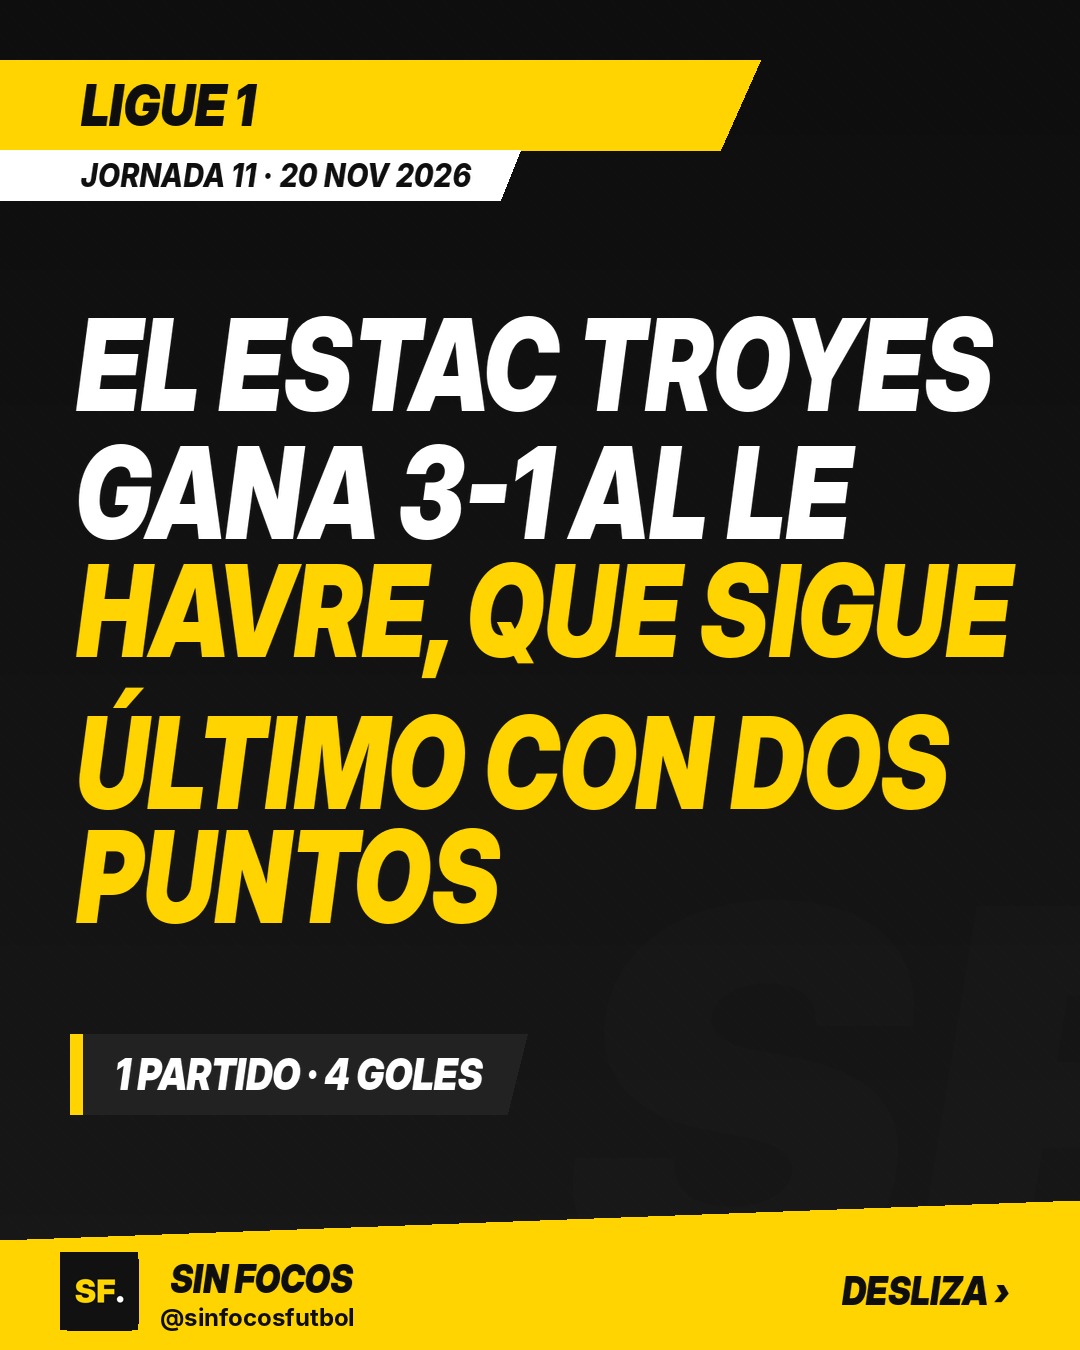 LIGUE 1
JORNADA 11 · 20 NOV 2026
EL ESTAC TROYES
GANA 3-1 AL LE
HAVRE, QUE SIGUE
ÚLTIMO CON DOS
PUNTOS
1 PARTIDO · 4 GOLES
SF.
SIN FOCOS
@sinfocosfutbol
DESLIZA ›